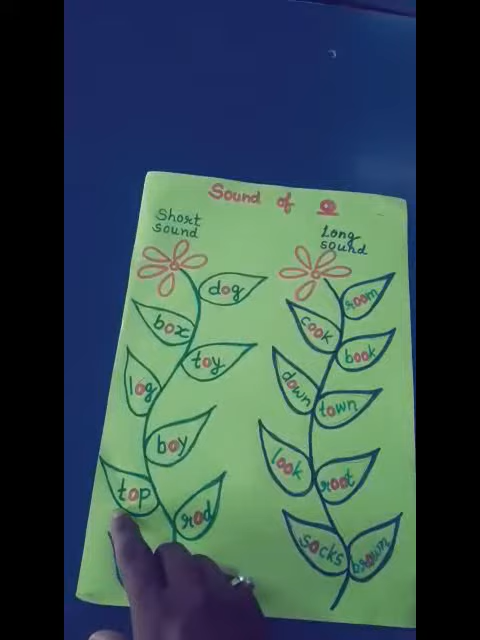 Sound of o
Short
sound
Long
sound
dog
box
toy
log
boy
top
rod
room
cook
book
down
town
look
root
socks
brown